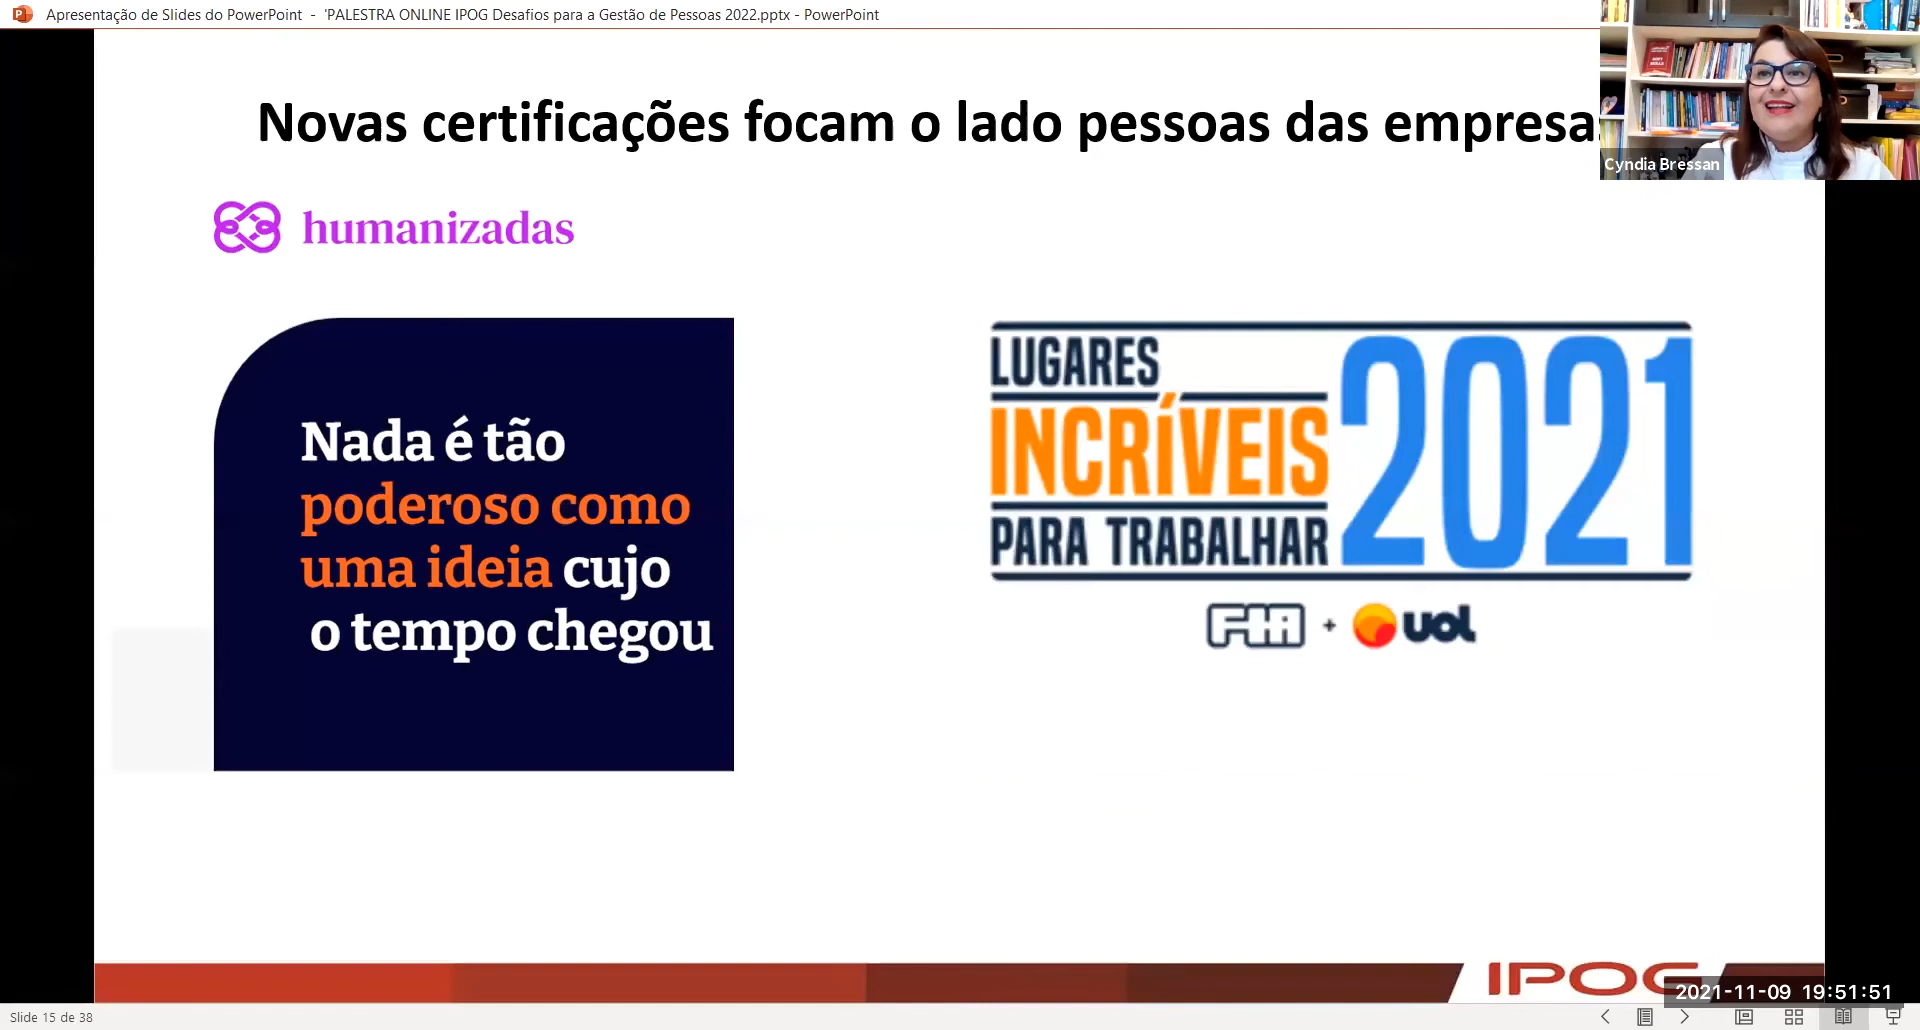 Apresentação de Slides do PowerPoint - 'PALESTRA ONLINE IPOG Desafios para a Gestão de Pessoas 2022.pptx - PowerPoint
Novas certificações focam o lado pessoas das empresa
Cyndia Bressan
humanizadas
Nada é tão
poderoso como
uma ideia cujo
o tempo chegou
LUGARES
INCRÍVEIS
PARA TRABALHAR
2021
FIA + UOL
IPOG
2021-11-09 19:51:51
Slide 15 de 38